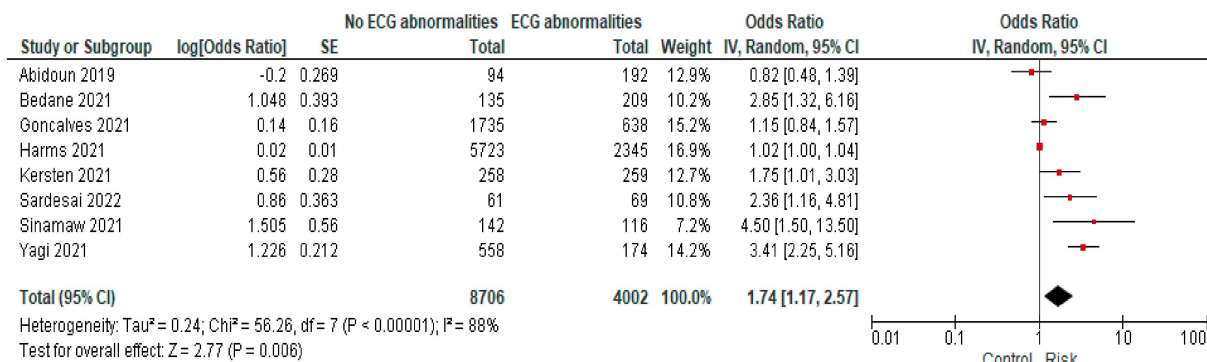 No ECG abnormalities ECG abnormalities Odds Ratio Odds Ratio
Study or Subgroup log[Odds Ratio] SE Total Total Weight IV, Random, 95% CI IV, Random, 95% CI
Abidoun 2019 -0.2 0.269 94 192 12.9% 0.82 [0.48, 1.39]
Bedane 2021 1.048 0.393 135 209 10.2% 2.85 [1.32, 6.16]
Goncalves 2021 0.14 0.16 1735 638 15.2% 1.15 [0.84, 1.57]
Harms 2021 0.02 0.01 5723 2345 16.9% 1.02 [1.00, 1.04]
Kersten 2021 0.56 0.28 258 259 12.7% 1.75 [1.01, 3.03]
Sardesai 2022 0.86 0.363 61 69 10.8% 2.36 [1.16, 4.81]
Sinamaw 2021 1.505 0.56 142 116 7.2% 4.50 [1.50, 13.50]
Yagi 2021 1.226 0.212 558 174 14.2% 3.41 [2.25, 5.16]
Total (95% CI) 8706 4002 100.0% 1.74 [1.17, 2.57]
Heterogeneity: Tau² = 0.24; Chi² = 56.26, df = 7 (P < 0.00001); I² = 88%
Test for overall effect: Z = 2.77 (P = 0.006)
0.01 0.1 1 10 100
Control Risk